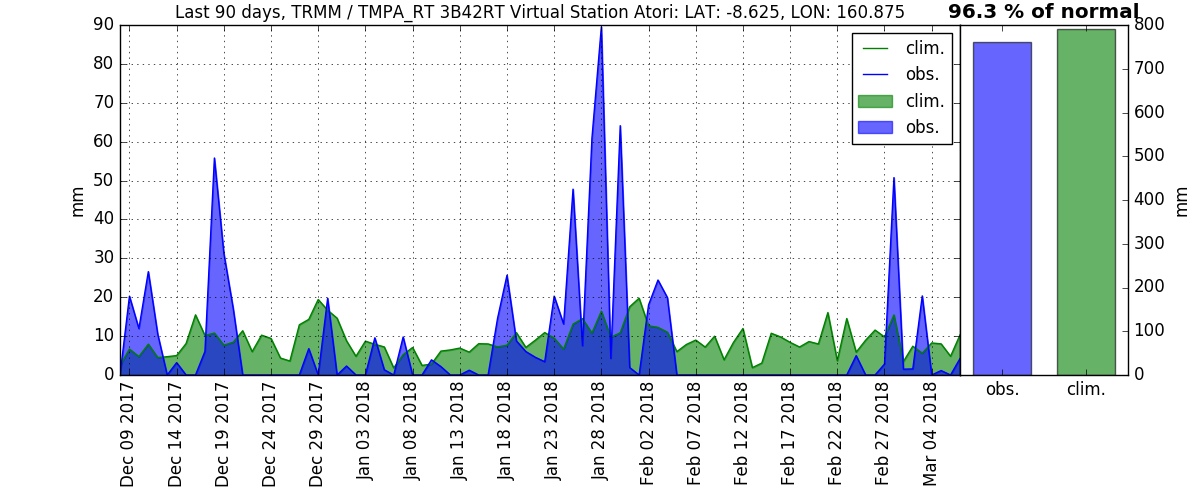 Last 90 days, TRMM / TMPA_RT 3B42RT Virtual Station Atori: LAT: -8.625, LON: 160.875
96.3 % of normal
90
80
70
60
50
40
30
20
10
0
mm
clim.
obs.
clim.
obs.
800
700
600
500
400
300
200
100
0
mm
obs.
clim.
Dec 09 2017
Dec 14 2017
Dec 19 2017
Dec 24 2017
Dec 29 2017
Jan 03 2018
Jan 08 2018
Jan 13 2018
Jan 18 2018
Jan 23 2018
Jan 28 2018
Feb 02 2018
Feb 07 2018
Feb 12 2018
Feb 17 2018
Feb 22 2018
Feb 27 2018
Mar 04 2018